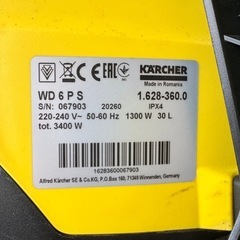 KÄRCHER
Made in Romania
WD 6 P S 1.628-360.0
S/N: 067903 20260 IPX4
220-240 V~ 50-60 Hz 1300 W 30 L
tot. 3400 W
16283600067903
Alfred Kärcher SE & Co.KG, P.O.Box 160, 71349 Winnenden, Germany